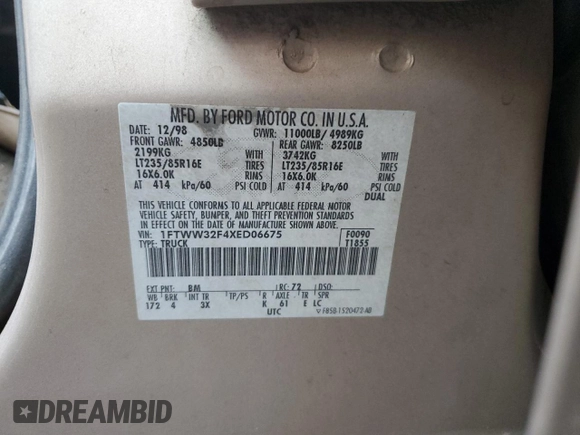 MFD. BY FORD MOTOR CO. IN U.S.A.
DATE: 12/98 GVWR: 11000LB/ 4989KG
FRONT GAWR: 4850LB REAR GAWR: 8250LB
2199KG WITH 3742KG WITH
LT235/85R16E TIRES LT235/85R16E TIRES
16X6.0K RIMS 16X6.0K RIMS
AT 414 kPa/60 PSI COLD AT 414 kPa/60 PSI COLD
DUAL
THIS VEHICLE CONFORMS TO ALL APPLICABLE FEDERAL MOTOR
VEHICLE SAFETY, BUMPER, AND THEFT PREVENTION STANDARDS
IN EFFECT ON THE DATE OF MANUFACTURE SHOWN ABOVE.
VIN: 1FTWW32F4XED06675 F0090
TYPE: TRUCK T1855
EXT PNT: BM RC: 72 DSO:
WB BRK INT TR TP/PS R AXLE TR SPR
172 4 3X K 61 E LC
UTC F85B-1520472-AB
DREAMBID